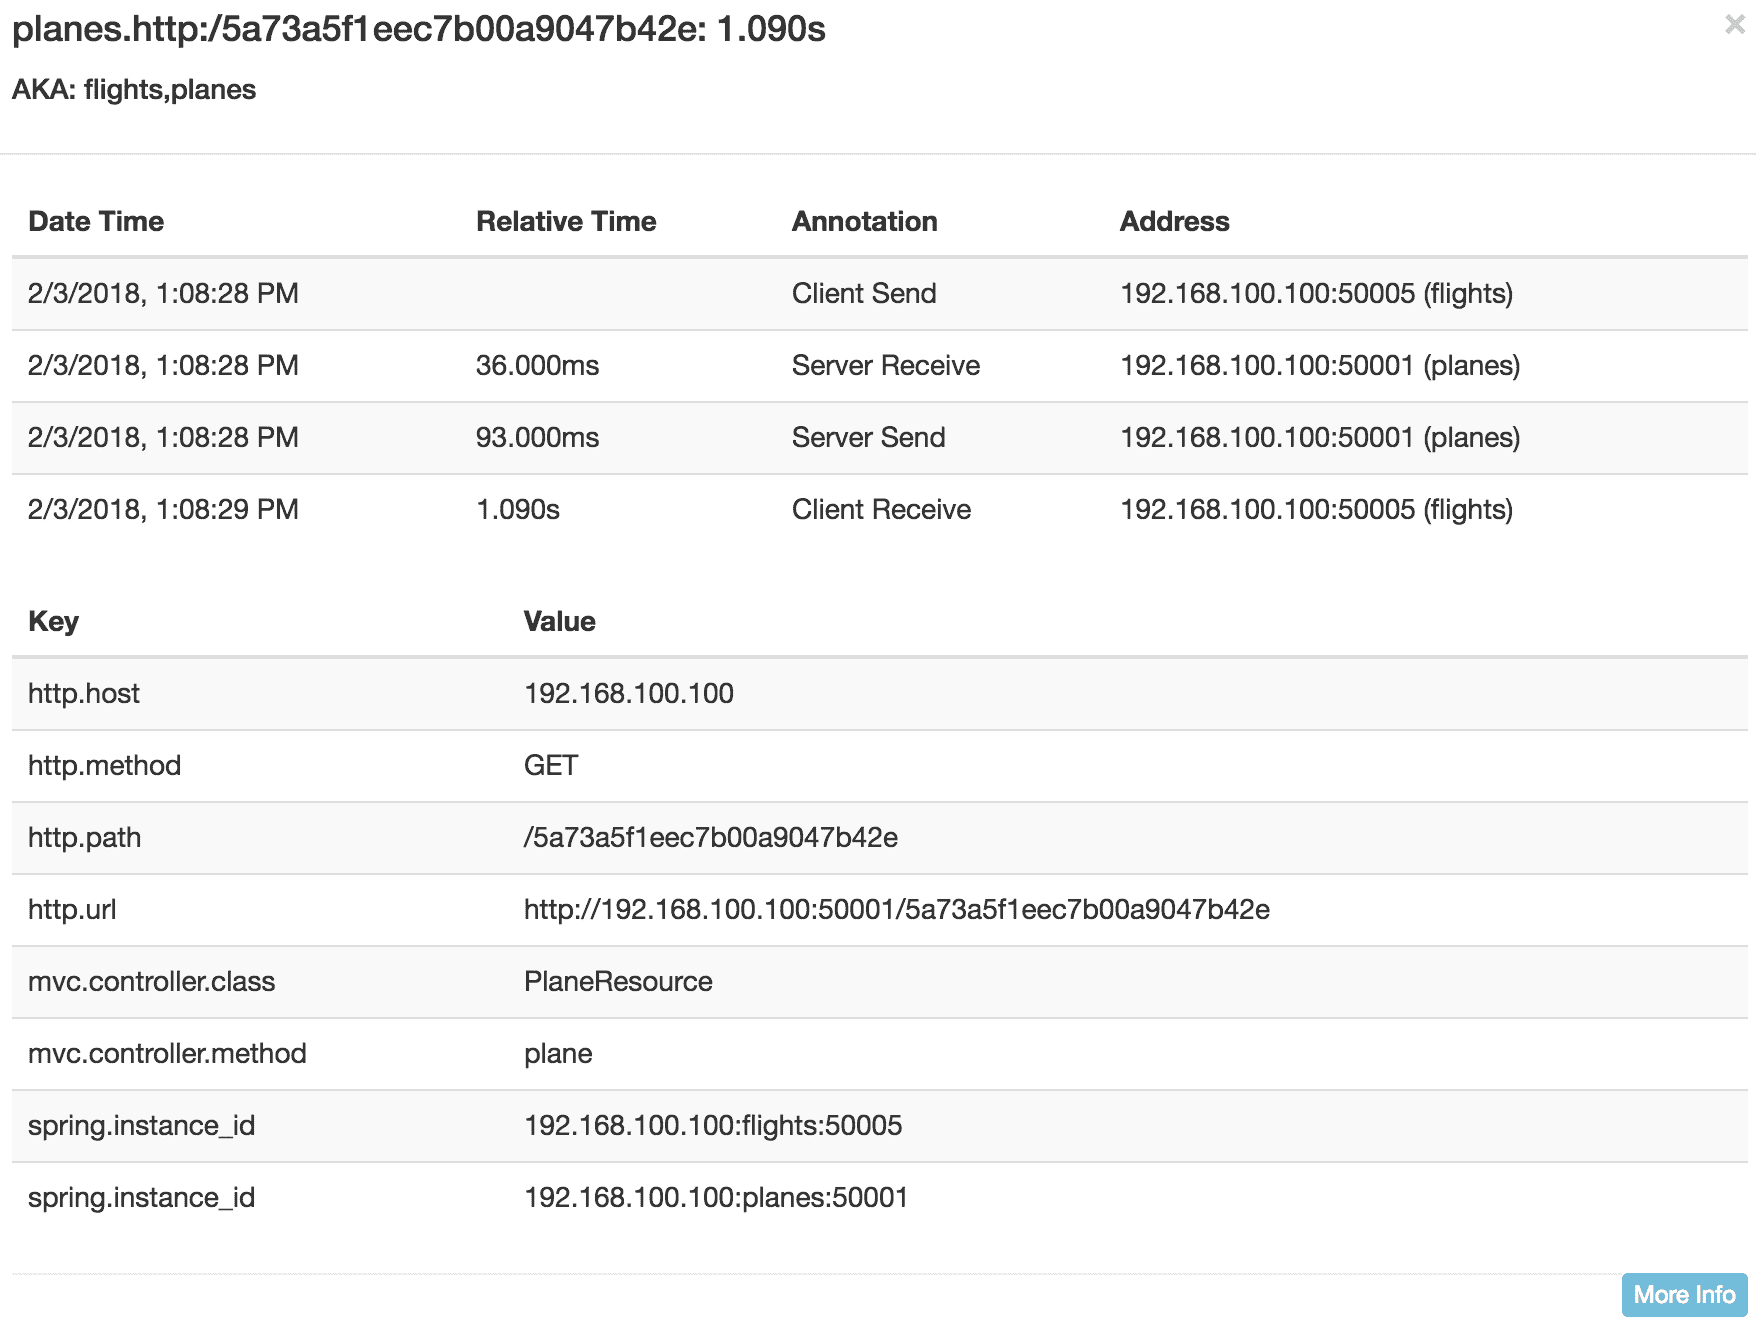 planes.http:/5a73a5f1eec7b00a9047b42e: 1.090s ×
AKA: flights,planes
Date Time Relative Time Annotation Address
2/3/2018, 1:08:28 PM Client Send 192.168.100.100:50005 (flights)
2/3/2018, 1:08:28 PM 36.000ms Server Receive 192.168.100.100:50001 (planes)
2/3/2018, 1:08:28 PM 93.000ms Server Send 192.168.100.100:50001 (planes)
2/3/2018, 1:08:29 PM 1.090s Client Receive 192.168.100.100:50005 (flights)
Key Value
http.host 192.168.100.100
http.method GET
http.path /5a73a5f1eec7b00a9047b42e
http.url http://192.168.100.100:50001/5a73a5f1eec7b00a9047b42e
mvc.controller.class PlaneResource
mvc.controller.method plane
spring.instance_id 192.168.100.100:flights:50005
spring.instance_id 192.168.100.100:planes:50001
More Info